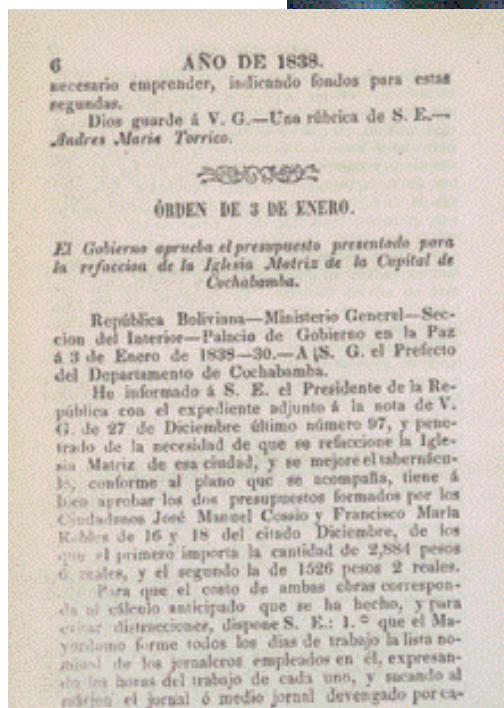 6 AÑO DE 1838.
necesario emprender, indicando fondos para estas
segundas.
Dios guarde á V. G.—Una rúbrica de S. E.—
Andres Maria Torrico.
ÓRDEN DE 3 DE ENERO.
El Gobierno aprueba el presupuesto presentado para
la refaccion de la Iglesia Matriz de la Capital de
Cochabamba.
República Boliviana—Ministerio General—Sec-
cion del Interior—Palacio de Gobierno en la Paz
á 3 de Enero de 1838—30.—A S. G. el Prefecto
del Departamento de Cochabamba.
He informado á S. E. el Presidente de la Re-
pública con el expediente adjunto á la nota de V.
G. de 27 de Diciembre último número 97, y pene-
trado de la necesidad de que se refaccione la Igle-
sia Matriz de esa ciudad, y se mejore el tabernácu-
lo, conforme al plano que se acompaña, tiene á
bien aprobar los dos presupuestos formados por los
Ciudadanos José Manuel Cossio y Francisco Maria
Robles de 16 y 18 del citado Diciembre, de los
que el primero importa la cantidad de 2,884 pesos
6 reales, y el segundo la de 1526 pesos 2 reales.
Para que el costo de ambas obras correspon-
da al cálculo anticipado que se ha hecho, y para
evitar distracciones, dispone S. E.: 1.° que el Ma-
yordomo forme todos los dias de trabajo la lista no-
minal de los jornaleros empleados en él, expresan-
do las horas del trabajo de cada uno, y sacando al
márjen el jornal ó medio jornal devengado por ca-